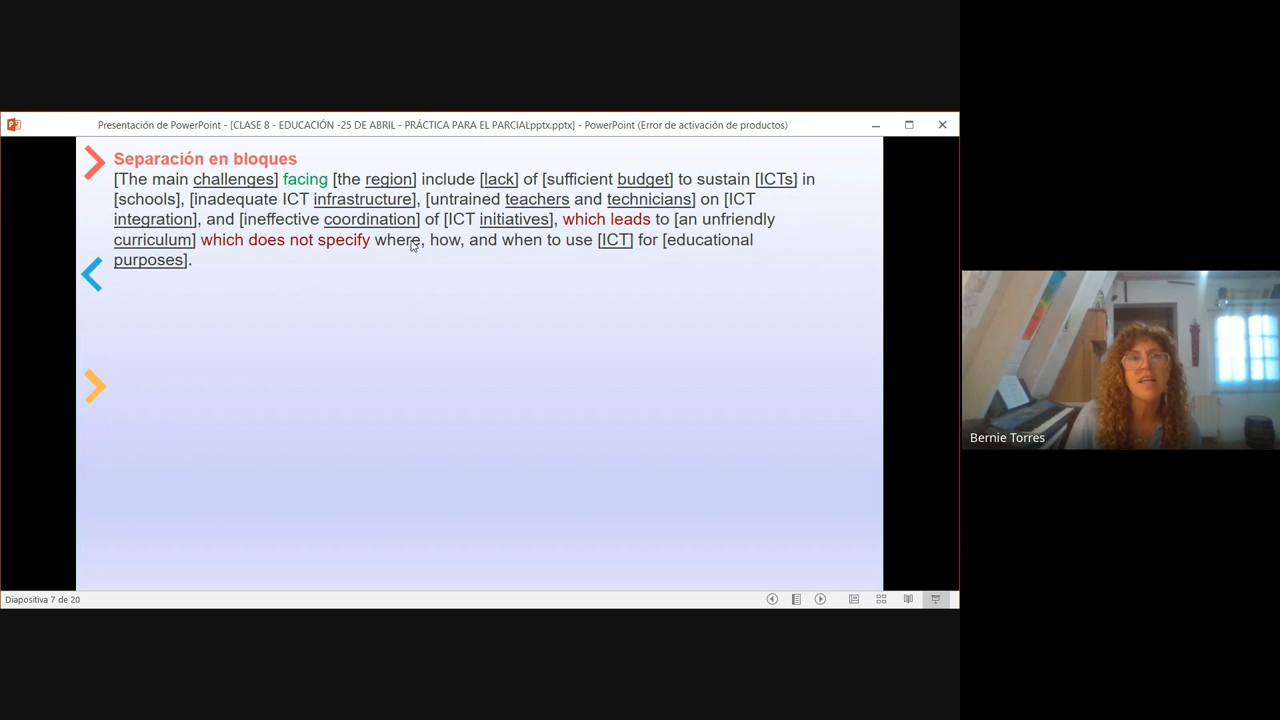 Presentación de PowerPoint - [CLASE 8 - EDUCACIÓN -25 DE ABRIL - PRÁCTICA PARA EL PARCIALpptx.pptx] - PowerPoint (Error de activación de productos)
Separación en bloques
[The main challenges] facing [the region] include [lack] of [sufficient budget] to sustain [ICTs] in
[schools], [inadequate ICT infrastructure], [untrained teachers and technicians] on [ICT
integration], and [ineffective coordination] of [ICT initiatives], which leads to [an unfriendly
curriculum] which does not specify where, how, and when to use [ICT] for [educational
purposes].
Bernie Torres
Diapositiva 7 de 20